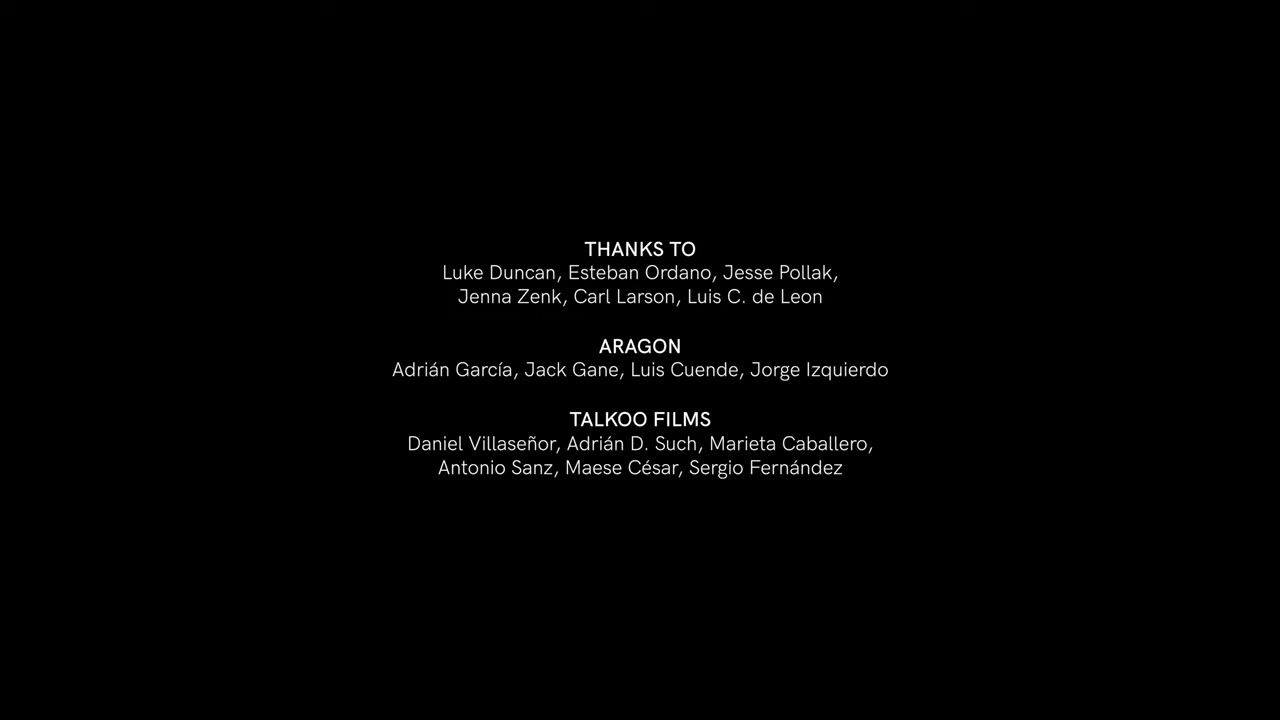 THANKS TO
Luke Duncan, Esteban Ordano, Jesse Pollak,
Jenna Zenk, Carl Larson, Luis C. de Leon
ARAGON
Adrián García, Jack Gane, Luis Cuende, Jorge Izquierdo
TALKOO FILMS
Daniel Villaseñor, Adrián D. Such, Marieta Caballero,
Antonio Sanz, Maese César, Sergio Fernández